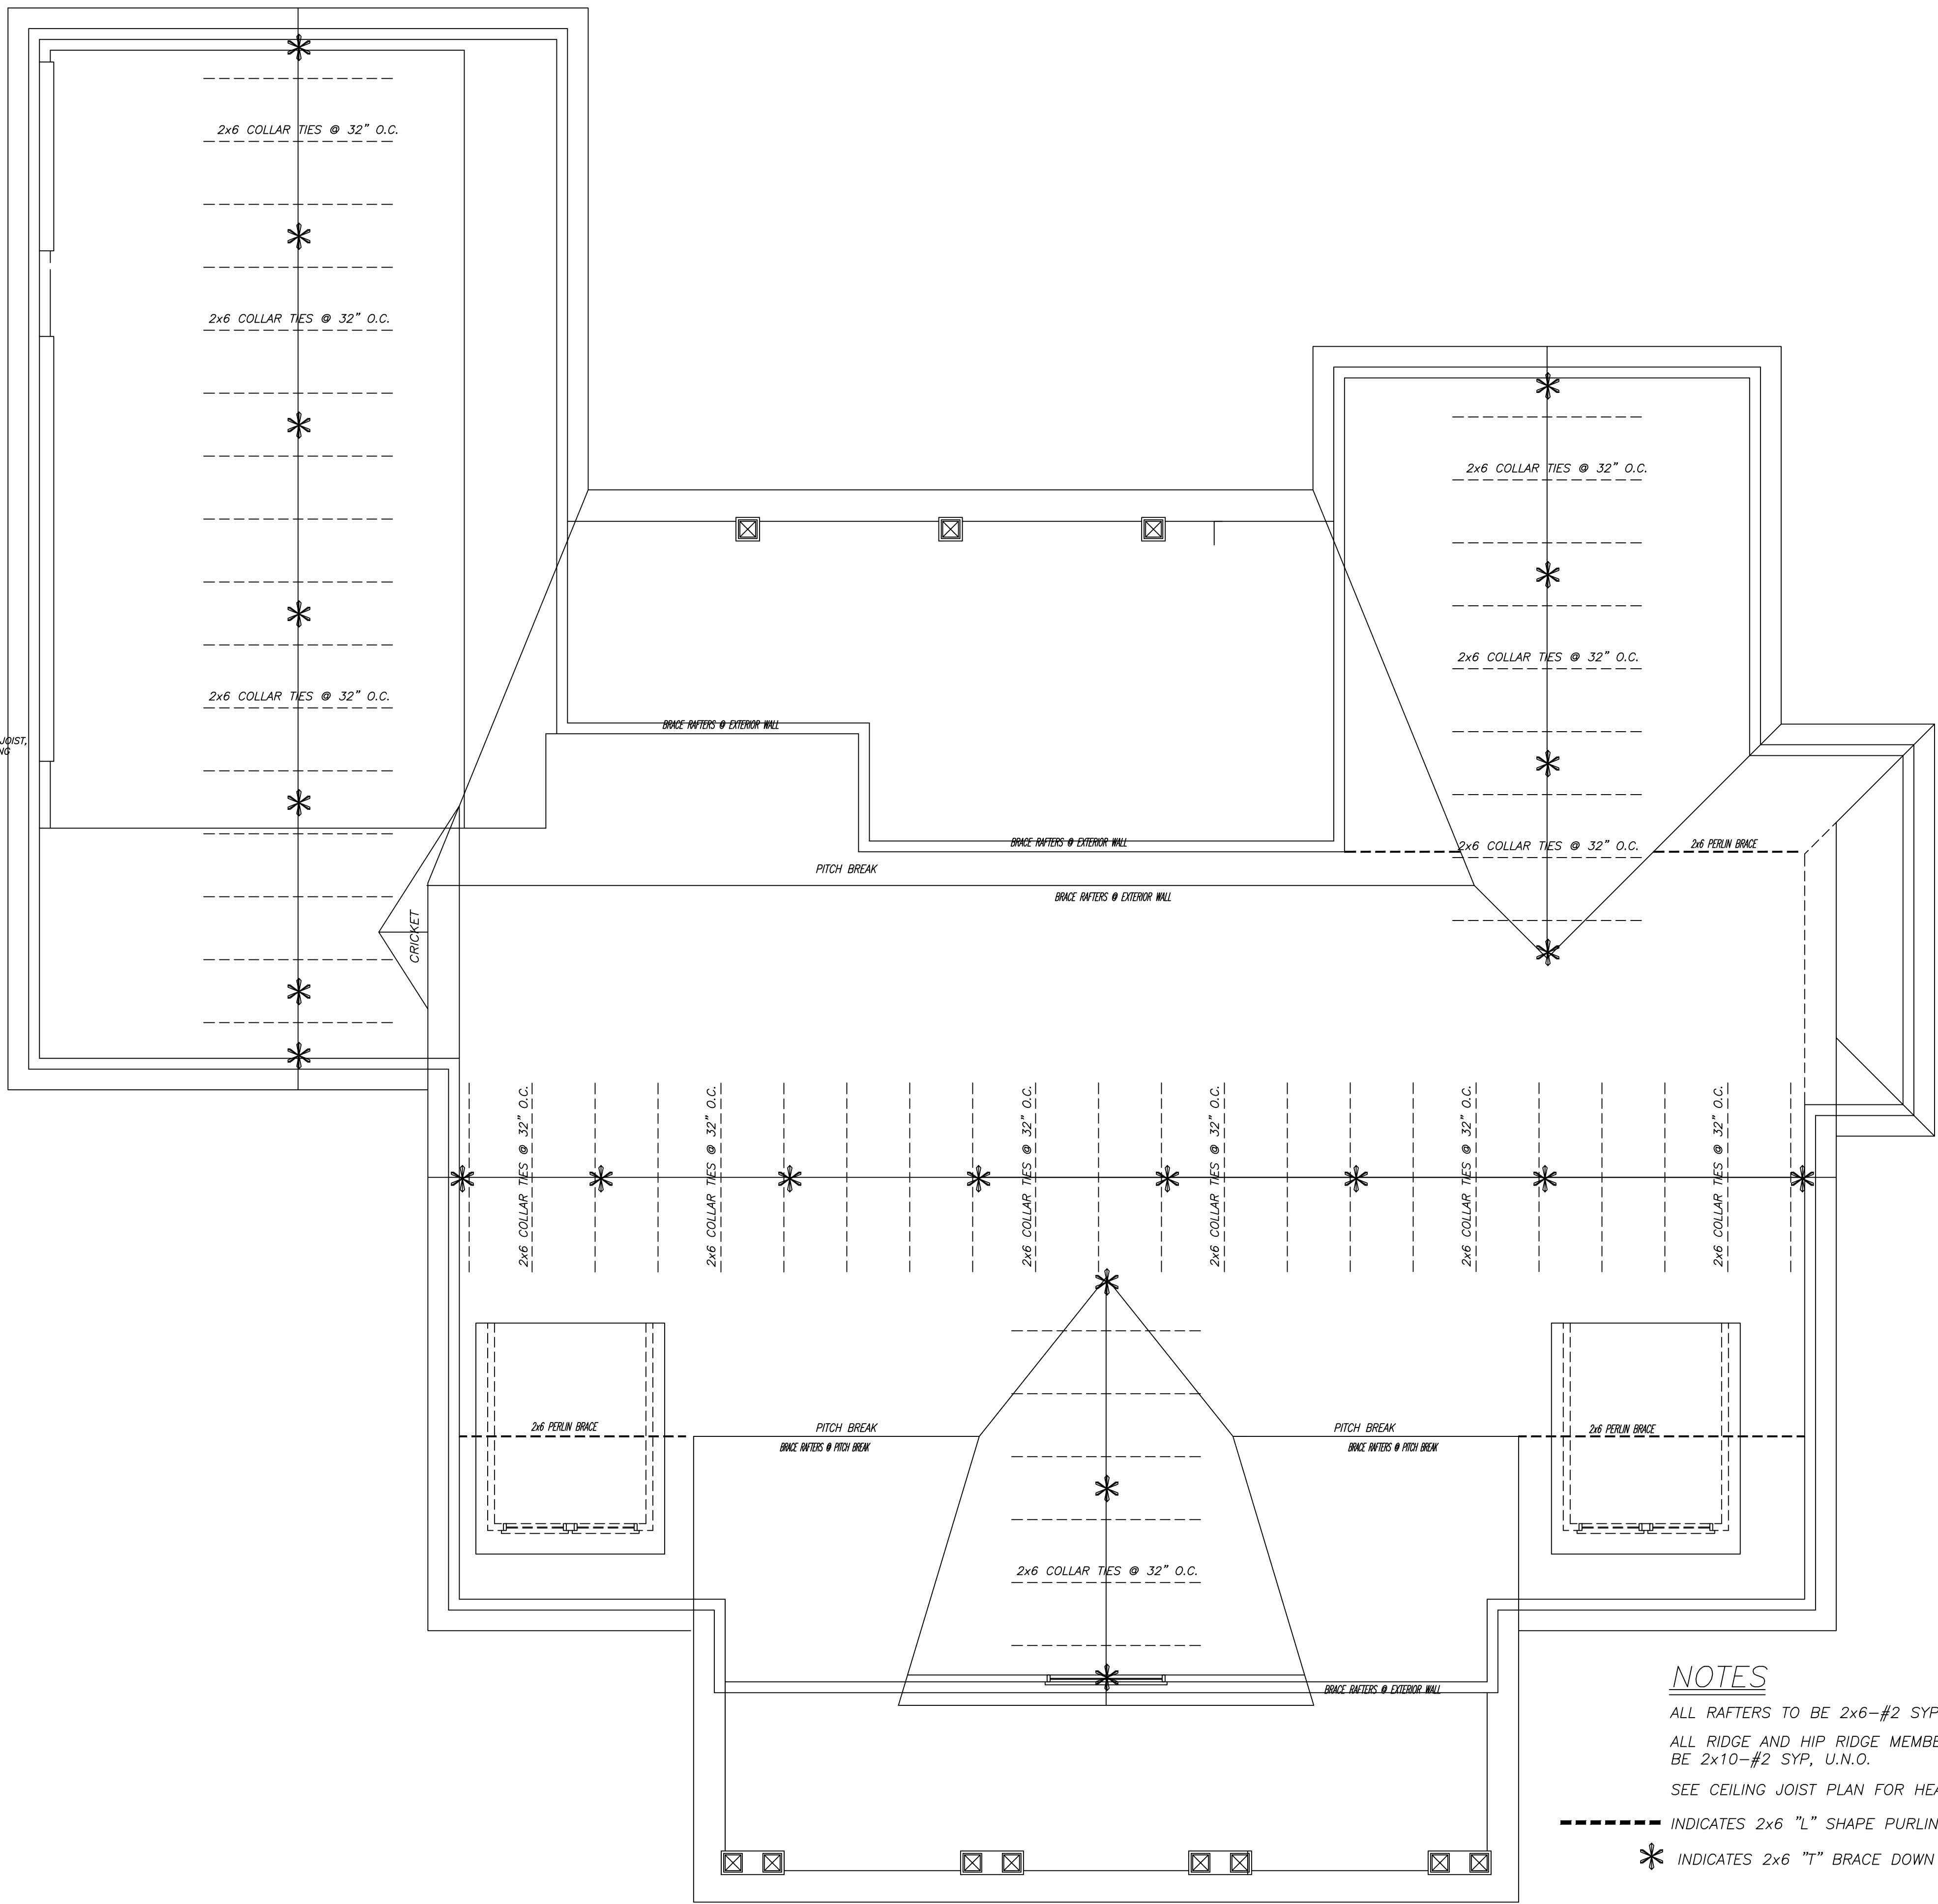 2x6 COLLAR TIES @ 32" O.C.
2x6 COLLAR TIES @ 32" O.C.
2x6 COLLAR TIES @ 32" O.C.
2x6 COLLAR TIES @ 32" O.C.
2x6 COLLAR TIES @ 32" O.C.
JOIST,
NG
BRACE RAFTERS @ EXTERIOR WALL
BRACE RAFTERS @ EXTERIOR WALL
2x6 COLLAR TIES @ 32" O.C.
2x6 PERLIN BRACE
PITCH BREAK
BRACE RAFTERS @ EXTERIOR WALL
CRICKET
2x6 COLLAR TIES @ 32" O.C.
2x6 COLLAR TIES @ 32" O.C.
2x6 COLLAR TIES @ 32" O.C.
2x6 COLLAR TIES @ 32" O.C.
2x6 COLLAR TIES @ 32" O.C.
2x6 COLLAR TIES @ 32" O.C.
2x6 PERLIN BRACE
PITCH BREAK
BRACE RAFTERS @ PITCH BREAK
PITCH BREAK
BRACE RAFTERS @ PITCH BREAK
2x6 PERLIN BRACE
2x6 COLLAR TIES @ 32" O.C.
BRACE RAFTERS @ EXTERIOR WALL
NOTES
ALL RAFTERS TO BE 2x6-#2 SYP
ALL RIDGE AND HIP RIDGE MEMBE
BE 2x10-#2 SYP, U.N.O.
SEE CEILING JOIST PLAN FOR HEA
INDICATES 2x6 "L" SHAPE PURLIN
INDICATES 2x6 "T" BRACE DOWN